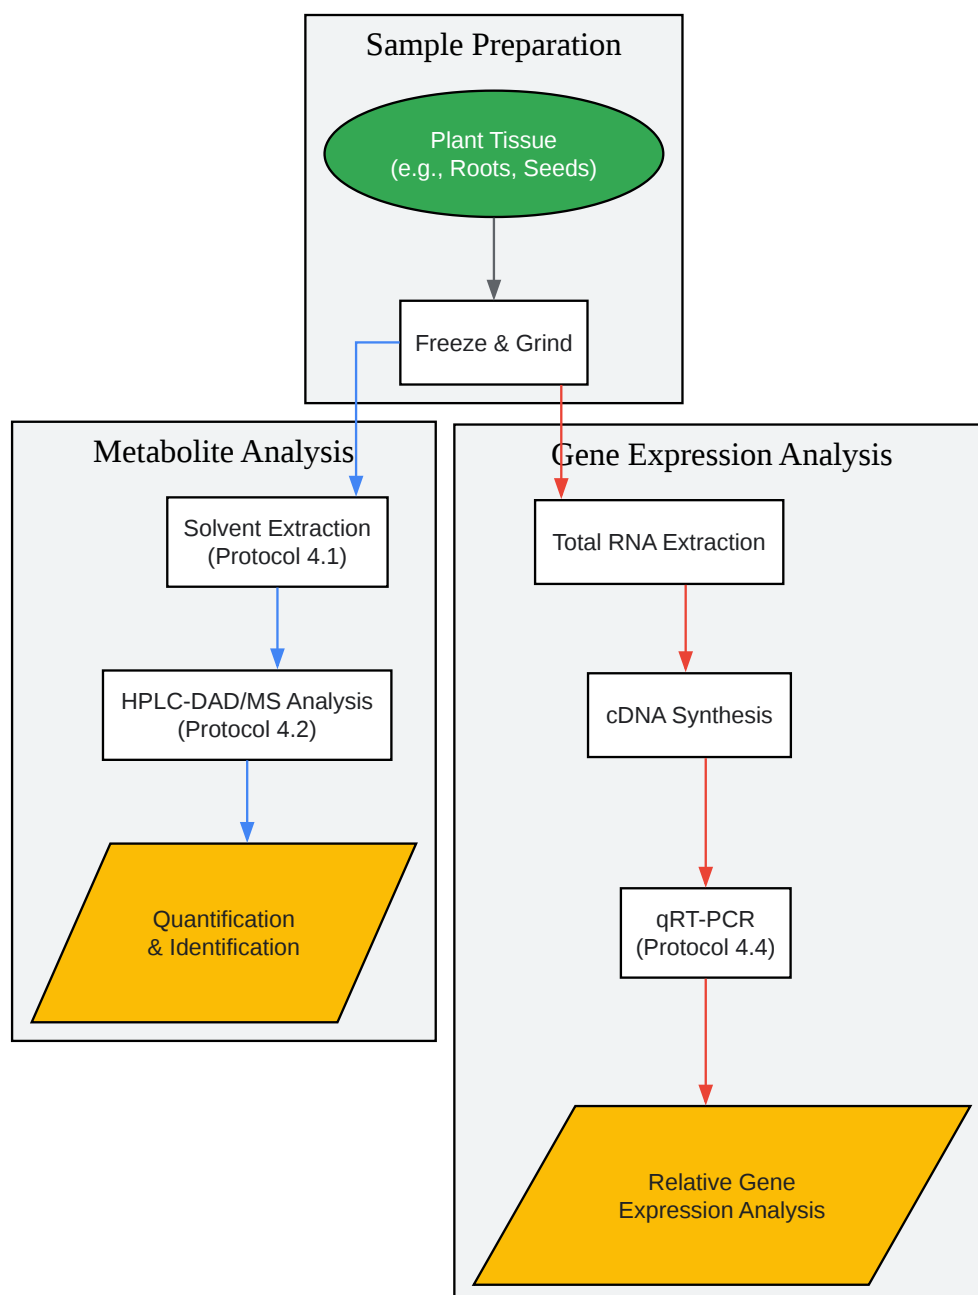 Sample Preparation
Plant Tissue
(e.g., Roots, Seeds)
Freeze & Grind
Metabolite Analysis
Solvent Extraction
(Protocol 4.1)
HPLC-DAD/MS Analysis
(Protocol 4.2)
Quantification
& Identification
Gene Expression Analysis
Total RNA Extraction
cDNA Synthesis
qRT-PCR
(Protocol 4.4)
Relative Gene
Expression Analysis